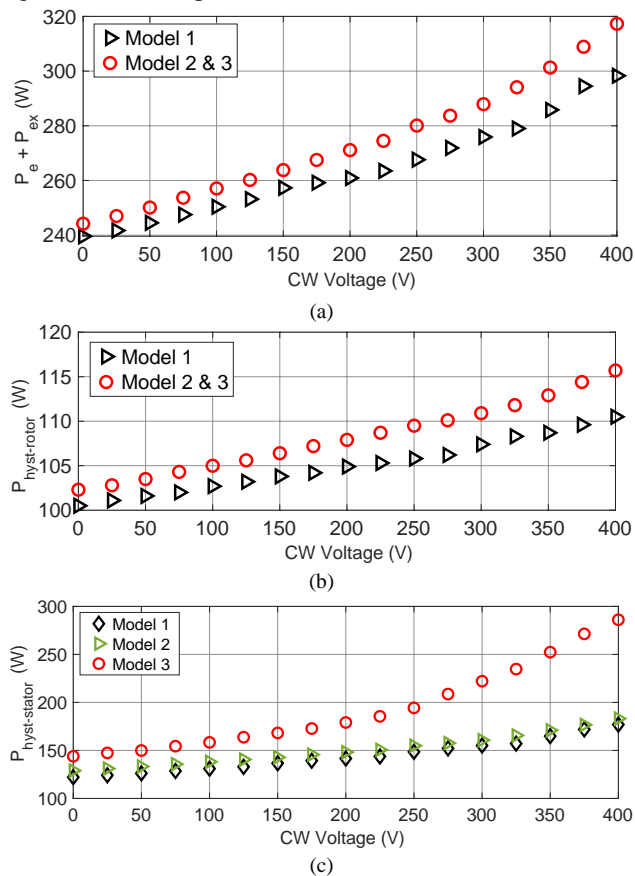 P_e + P_ex (W)
320
300
280
260
240
Model 1
Model 2 & 3
0 50 100 150 200 250 300 350 400
CW Voltage (V)
(a)
P_hyst-rotor (W)
120
115
110
105
100
Model 1
Model 2 & 3
0 50 100 150 200 250 300 350 400
CW Voltage (V)
(b)
P_hyst-stator (W)
300
250
200
150
100
Model 1
Model 2
Model 3
0 50 100 150 200 250 300 350 400
CW Voltage (V)
(c)